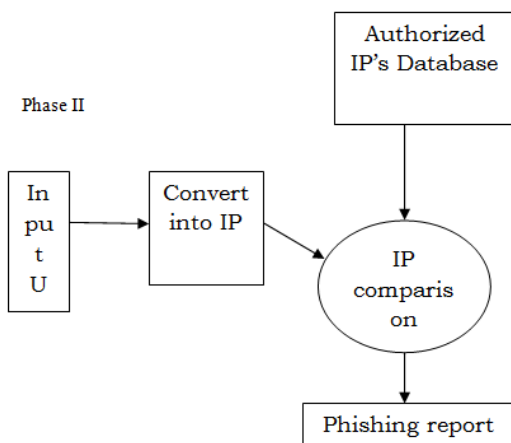 Authorized
IP's Database
Phase II
In
pu
t
U
Convert
into IP
IP
comparis
on
Phishing report